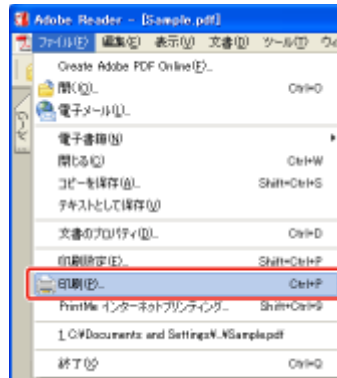 Adobe Reader - [Sample.pdf]
ファイル(F) 編集(E) 表示(V) 文書(D) ツール(T) ウィ
Create Adobe PDF Online(F)...
開く(O)... Ctrl+O
電子メール(L)...
電子書籍(N)
閉じる(C) Ctrl+W
コピーを保存(A)... Shift+Ctrl+S
テキストとして保存(V)
文書のプロパティ(D)... Ctrl+D
印刷設定(E)... Shift+Ctrl+P
印刷(P)... Ctrl+P
PrintMe インターネットプリンティング... Shift+Ctrl+9
1 C:¥Documents and Settings¥..¥Sample.pdf
終了(X) Ctrl+Q